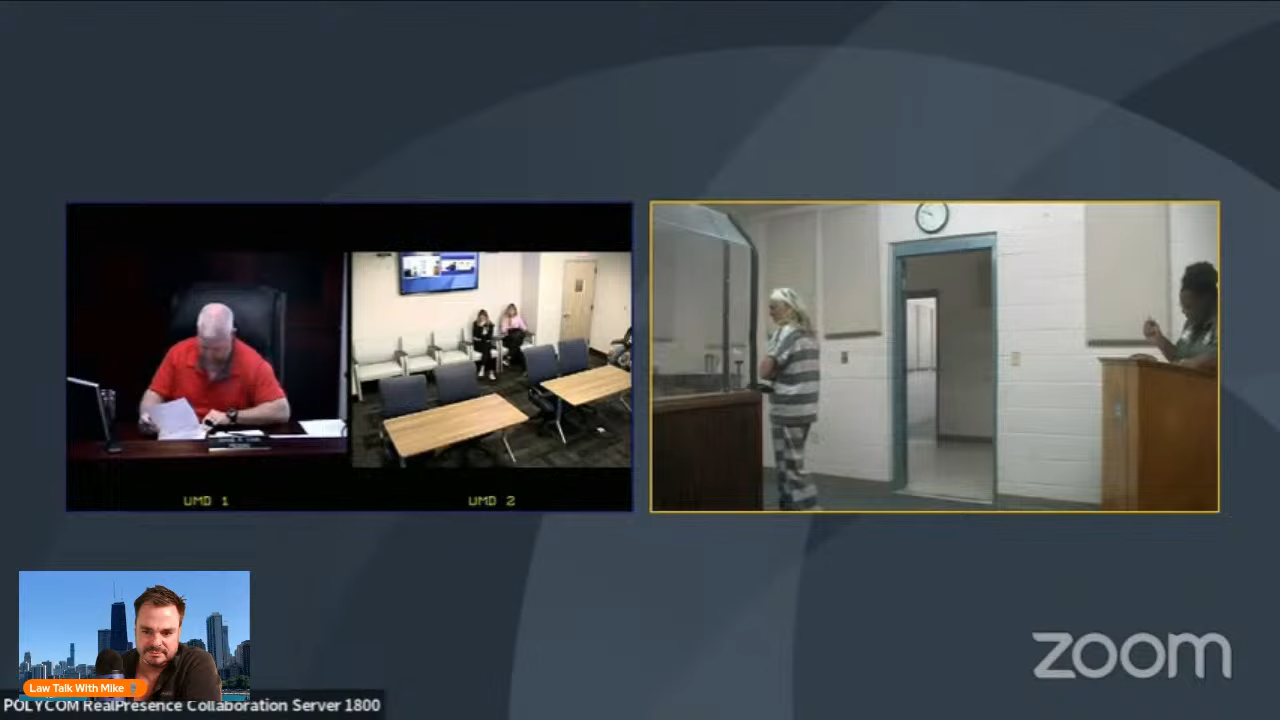 UMD 1
UMD 2
zoom
Law Talk With Mike
POLYCOM RealPresence Collaboration Server 1800